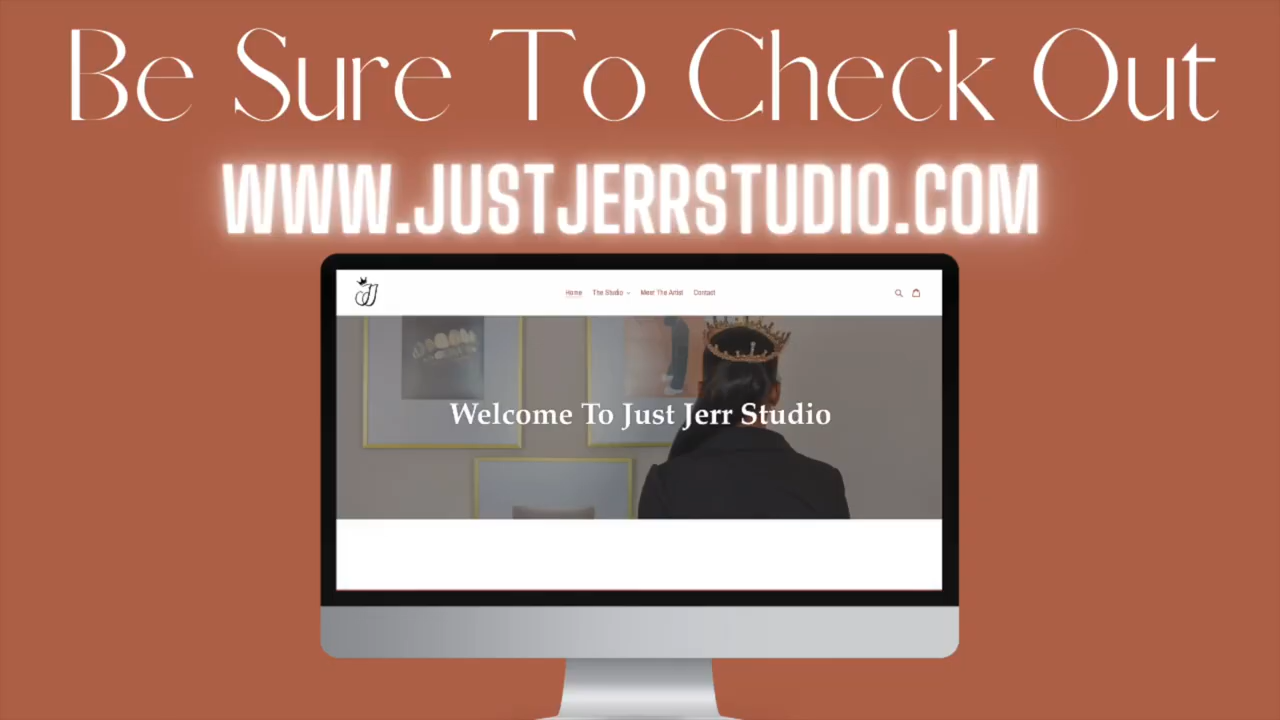 Be Sure To Check Out
WWW.JUSTJERRSTUDIO.COM
JJ
Home The Studio Meet The Artist Contact
Welcome To Just Jerr Studio